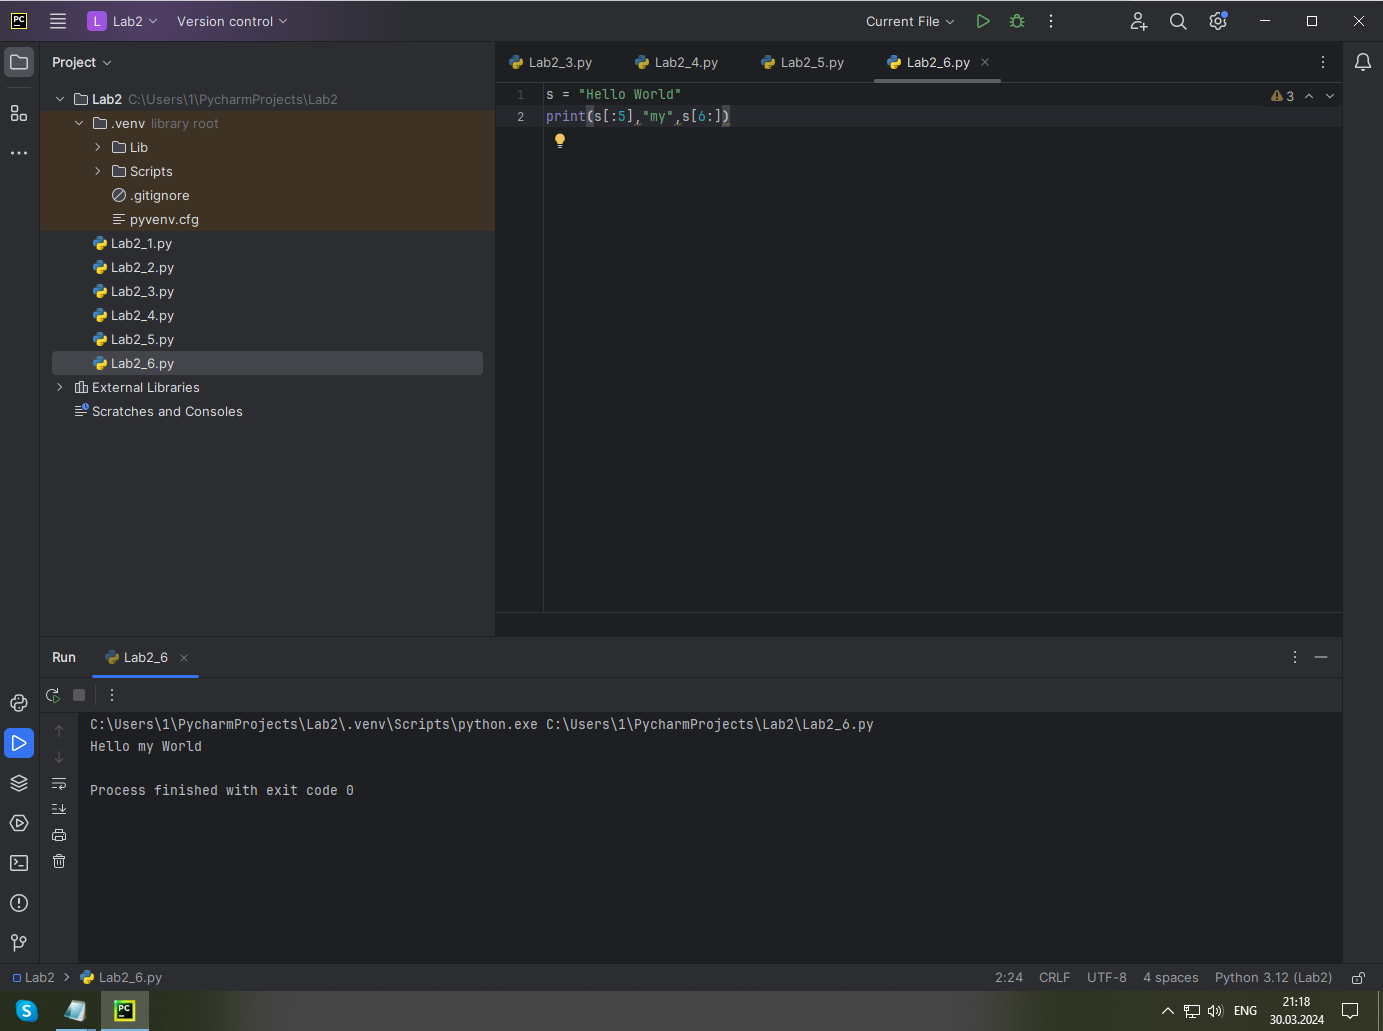 PC L Lab2 Version control Current File
Project
Lab2_3.py Lab2_4.py Lab2_5.py Lab2_6.py
Lab2 C:\Users\1\PycharmProjects\Lab2
.venv library root
Lib
Scripts
.gitignore
pyvenv.cfg
Lab2_1.py
Lab2_2.py
Lab2_3.py
Lab2_4.py
Lab2_5.py
Lab2_6.py
External Libraries
Scratches and Consoles
1 s = "Hello World"
2 print(s[:5],"my",s[6:])
3
Run Lab2_6
C:\Users\1\PycharmProjects\Lab2\.venv\Scripts\python.exe C:\Users\1\PycharmProjects\Lab2\Lab2_6.py
Hello my World
Process finished with exit code 0
Lab2 Lab2_6.py 2:24 CRLF UTF-8 4 spaces Python 3.12 (Lab2)
S PC ENG 21:18
30.03.2024